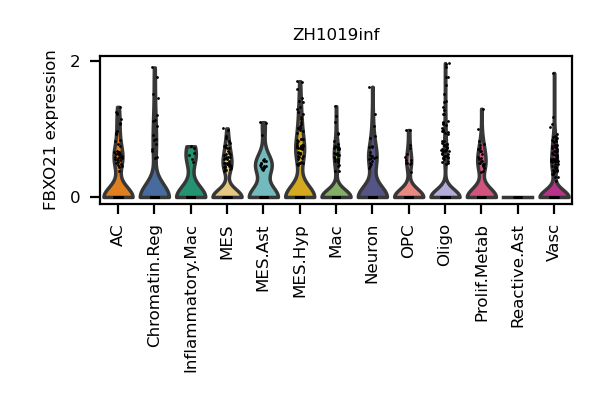 ZH1019inf
FBXO21 expression
2
0
AC
Chromatin.Reg
Inflammatory.Mac
MES
MES.Ast
MES.Hyp
Mac
Neuron
OPC
Oligo
Prolif.Metab
Reactive.Ast
Vasc